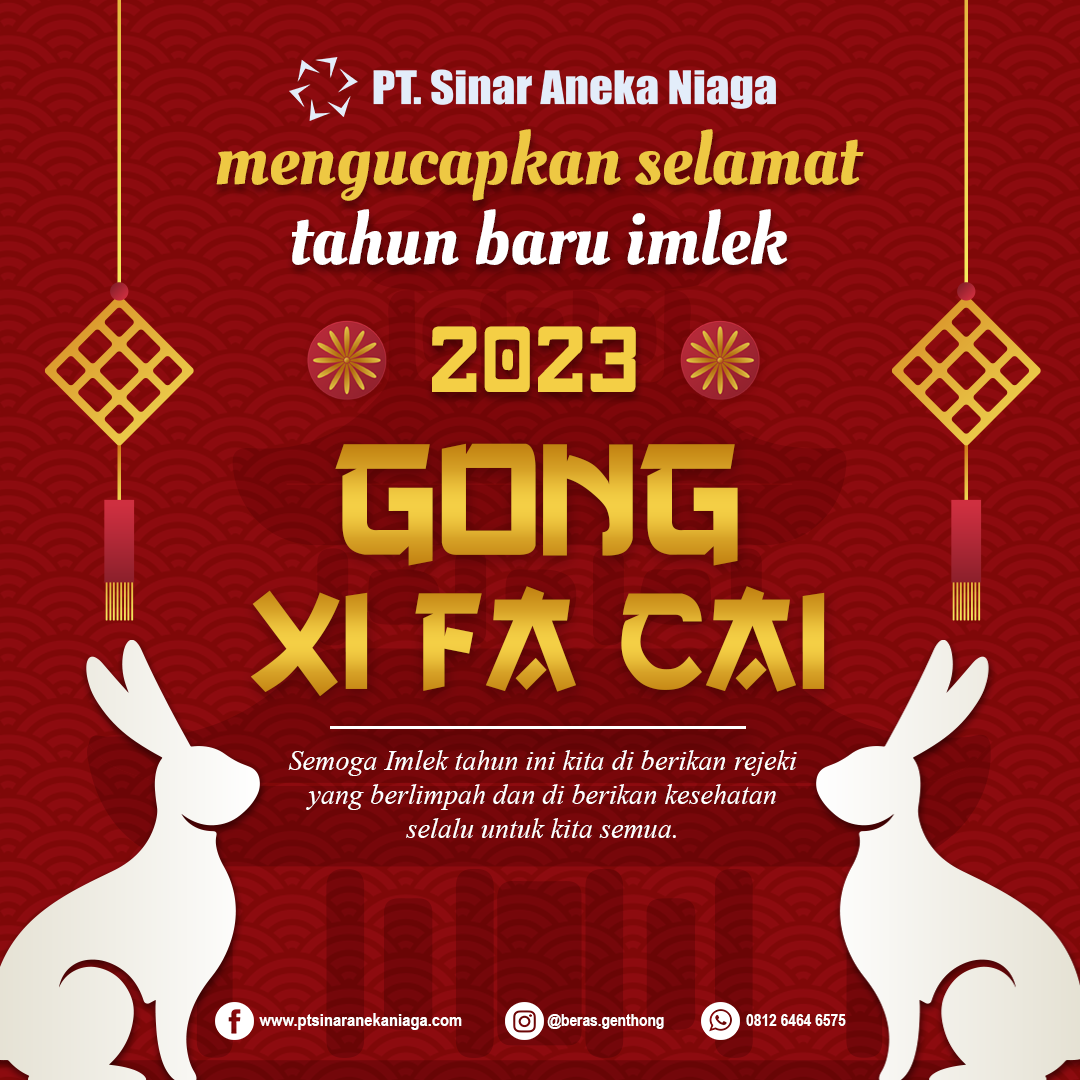 PT. Sinar Aneka Niaga
mengucapkan selamat
tahun baru imlek
2023
GONG
XI FA CAI
Semoga Imlek tahun ini kita di berikan rejeki
yang berlimpah dan di berikan kesehatan
selalu untuk kita semua.
www.ptsinaranekaniaga.com @beras.genthong 0812 6464 6575